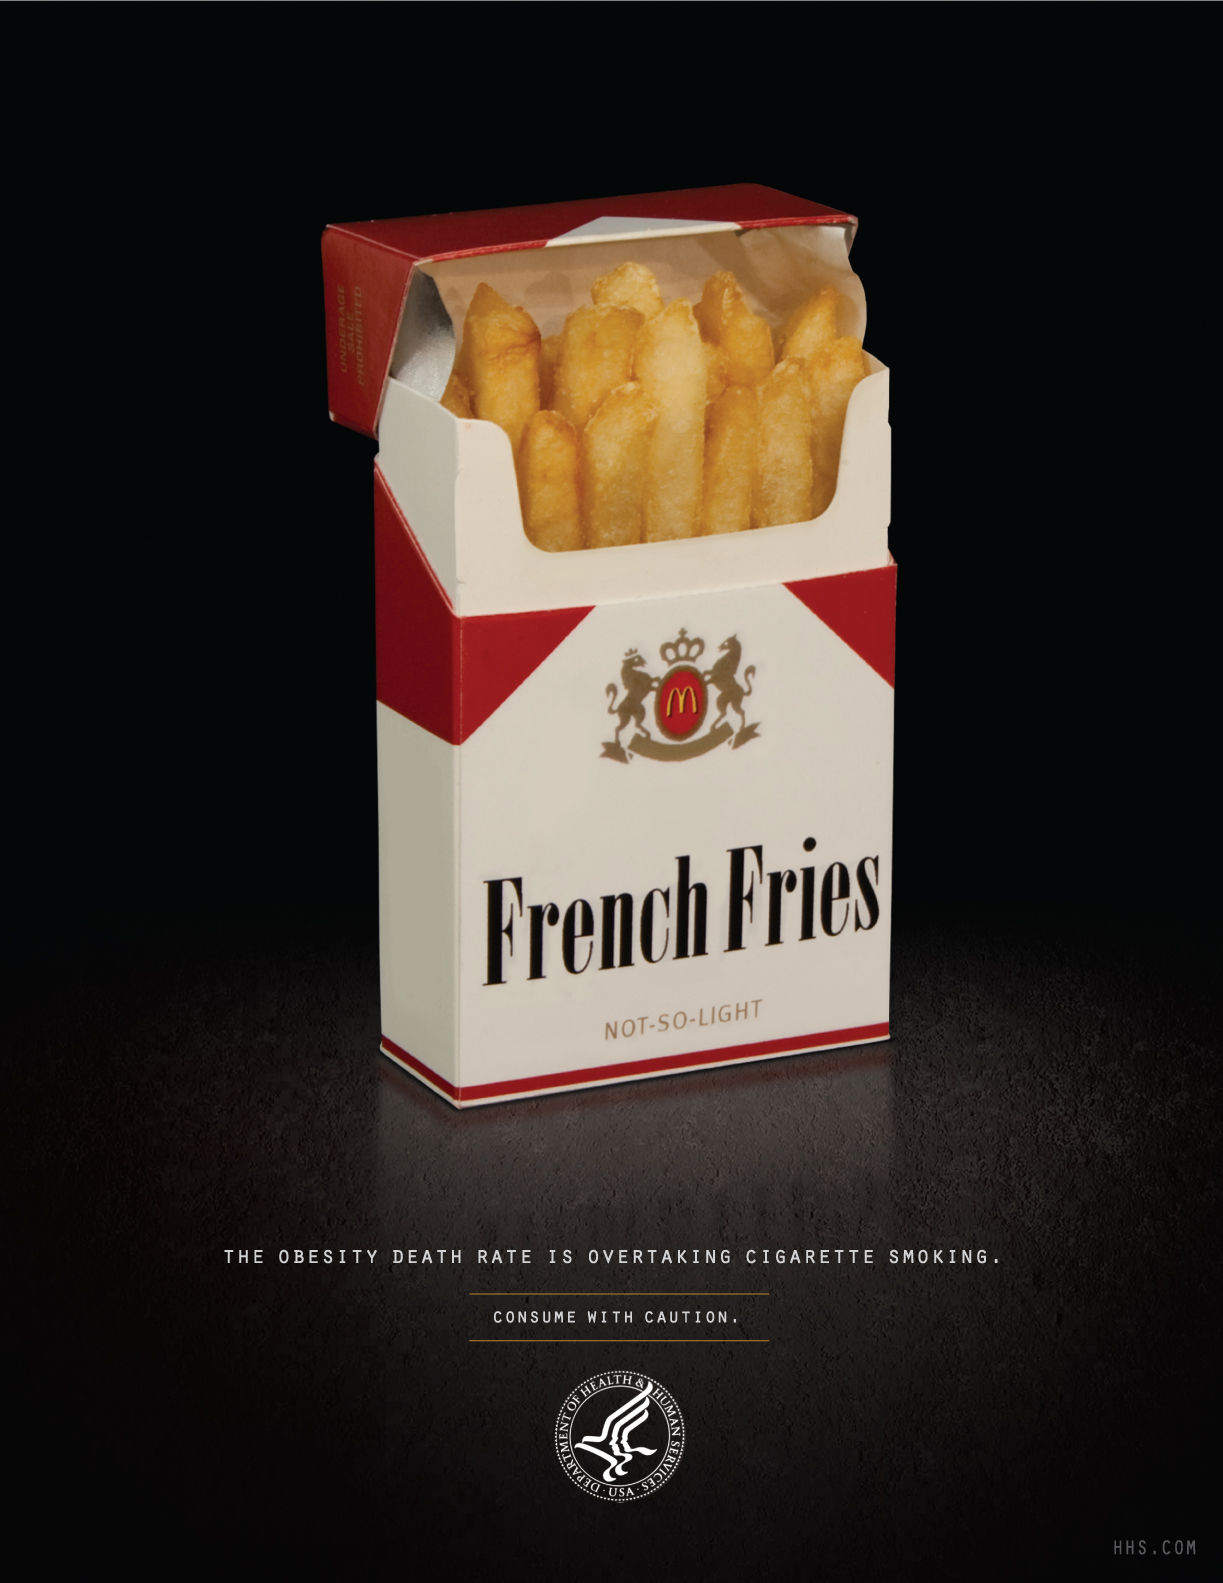 UNDERAGE
SALE
PROHIBITED
French Fries
NOT-SO-LIGHT
THE OBESITY DEATH RATE IS OVERTAKING CIGARETTE SMOKING.
CONSUME WITH CAUTION.
DEPARTMENT OF HEALTH & HUMAN SERVICES · USA ·
HHS.COM